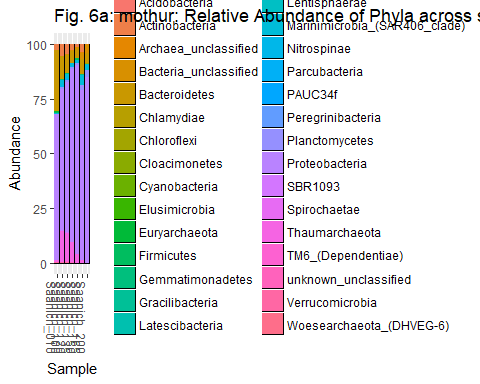 Fig. 6a: mothur: Relative Abundance of Phyla across s
Acidobacteria
Actinobacteria
Archaea_unclassified
Bacteria_unclassified
Bacteroidetes
Chlamydiae
Chloroflexi
Cloacimonetes
Cyanobacteria
Elusimicrobia
Euryarchaeota
Firmicutes
Gemmatimonadetes
Gracilibacteria
Latescibacteria
Lentisphaerae
Marinimicrobia_(SAR406_clade)
Nitrospinae
Parcubacteria
PAUC34f
Peregrinibacteria
Planctomycetes
Proteobacteria
SBR1093
Spirochaetae
Thaumarchaeota
TM6_(Dependentiae)
unknown_unclassified
Verrucomicrobia
Woesearchaeota_(DHVEG-6)
100
75
50
25
0
Abundance
Sample